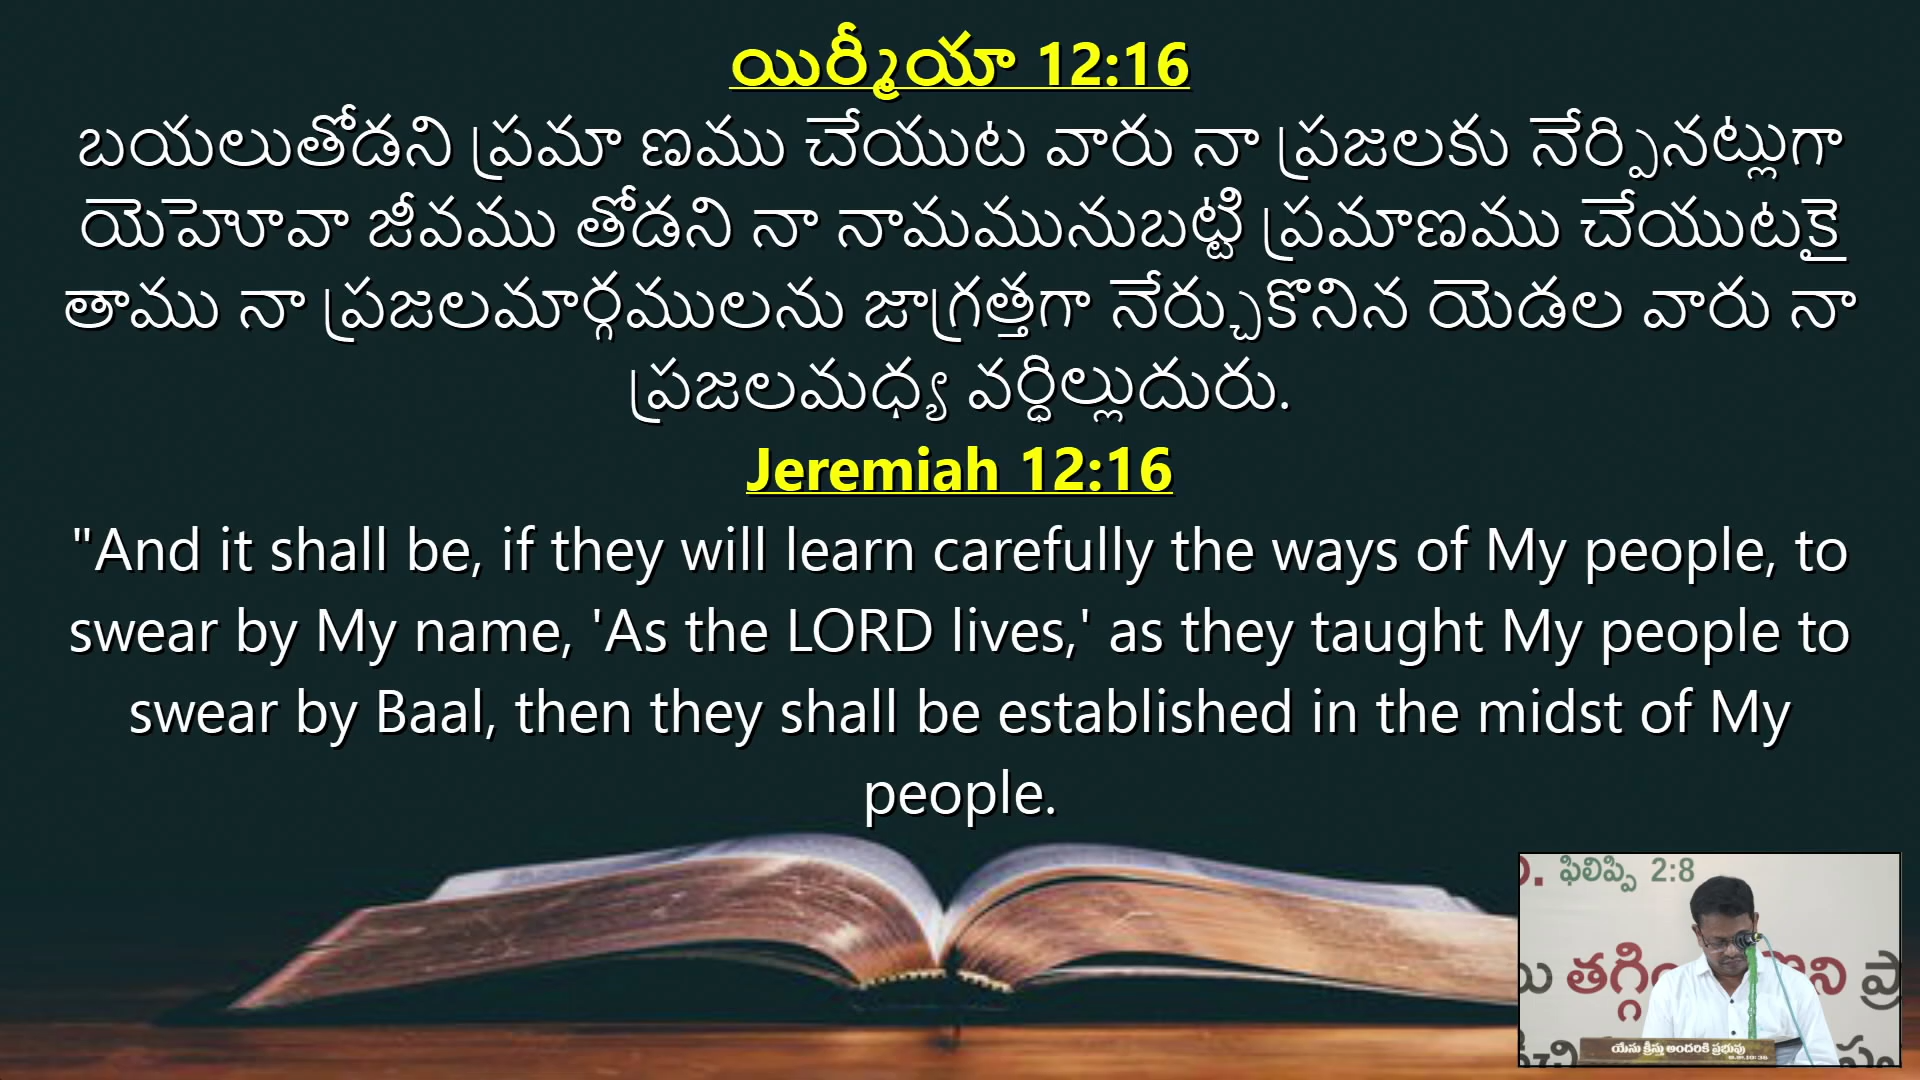 యిర్మీయా 12:16
బయలుతోడని ప్రమా ణము చేయుట వారు నా ప్రజలకు నేర్పినట్లుగా
యెహెూవా జీవము తోడని నా నామమునుబట్టి ప్రమాణము చేయుటకై
తాము నా ప్రజలమార్గములను జాగ్రత్తగా నేర్చుకొనిన యెడల వారు నా
ప్రజలమధ్య వర్ధిల్లుదురు.
Jeremiah 12:16
"And it shall be, if they will learn carefully the ways of My people, to
swear by My name, 'As the LORD lives,' as they taught My people to
swear by Baal, then they shall be established in the midst of My
people.
ఫిలిప్పి 2:8
యేసు క్రీస్తు అందరికి ప్రభువు